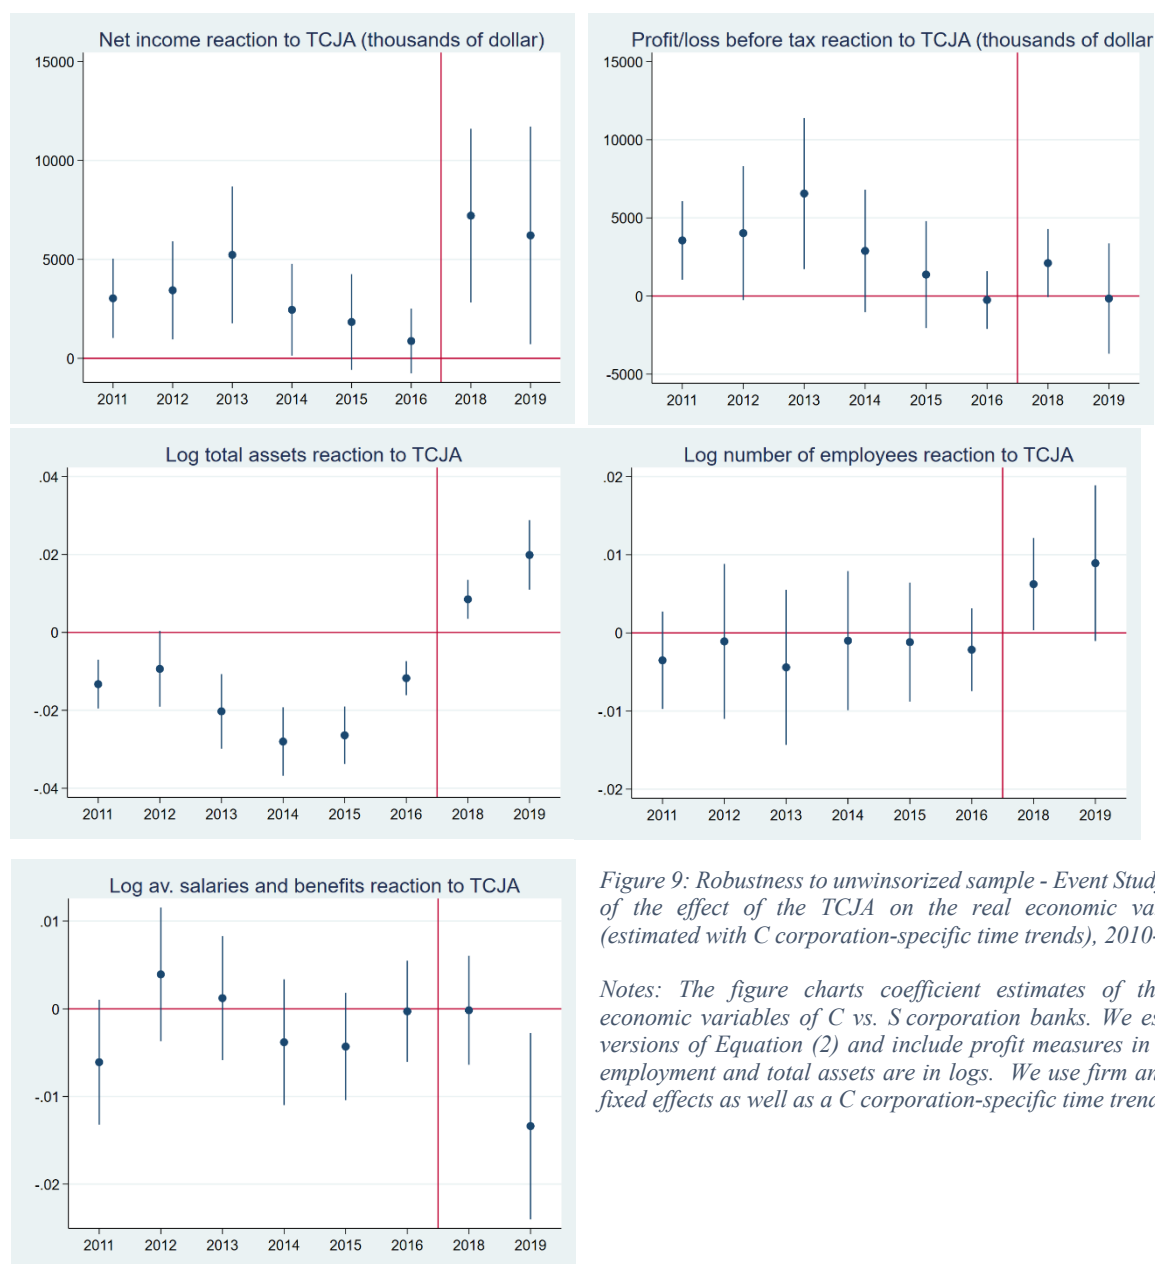 Net income reaction to TCJA (thousands of dollar)
15000
10000
5000
0
2011 2012 2013 2014 2015 2016 2018 2019
Profit/loss before tax reaction to TCJA (thousands of dollar
15000
10000
5000
0
-5000
2011 2012 2013 2014 2015 2016 2018 2019
Log total assets reaction to TCJA
.04
.02
0
-.02
-.04
2011 2012 2013 2014 2015 2016 2018 2019
Log number of employees reaction to TCJA
.02
.01
0
-.01
-.02
2011 2012 2013 2014 2015 2016 2018 2019
Log av. salaries and benefits reaction to TCJA
.01
0
-.01
-.02
2011 2012 2013 2014 2015 2016 2018 2019
Figure 9: Robustness to unwinsorized sample - Event Study
of the effect of the TCJA on the real economic va
(estimated with C corporation-specific time trends), 2010-
Notes: The figure charts coefficient estimates of th
economic variables of C vs. S corporation banks. We es
versions of Equation (2) and include profit measures in
employment and total assets are in logs. We use firm an
fixed effects as well as a C corporation-specific time trend